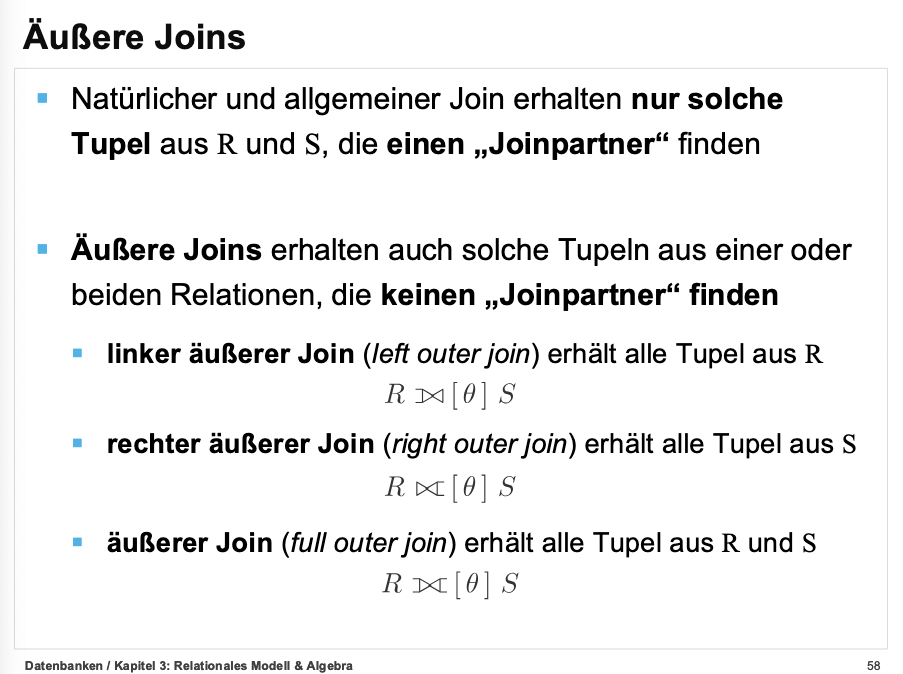 Äußere Joins
▪ Natürlicher und allgemeiner Join erhalten nur solche
Tupel aus R und S, die einen „Joinpartner“ finden
▪ Äußere Joins erhalten auch solche Tupeln aus einer oder
beiden Relationen, die keinen „Joinpartner“ finden
▪ linker äußerer Join (left outer join) erhält alle Tupel aus R
R ⟕ [ θ ] S
▪ rechter äußerer Join (right outer join) erhält alle Tupel aus S
R ⟖ [ θ ] S
▪ äußerer Join (full outer join) erhält alle Tupel aus R und S
R ⟗ [ θ ] S
Datenbanken / Kapitel 3: Relationales Modell & Algebra
58